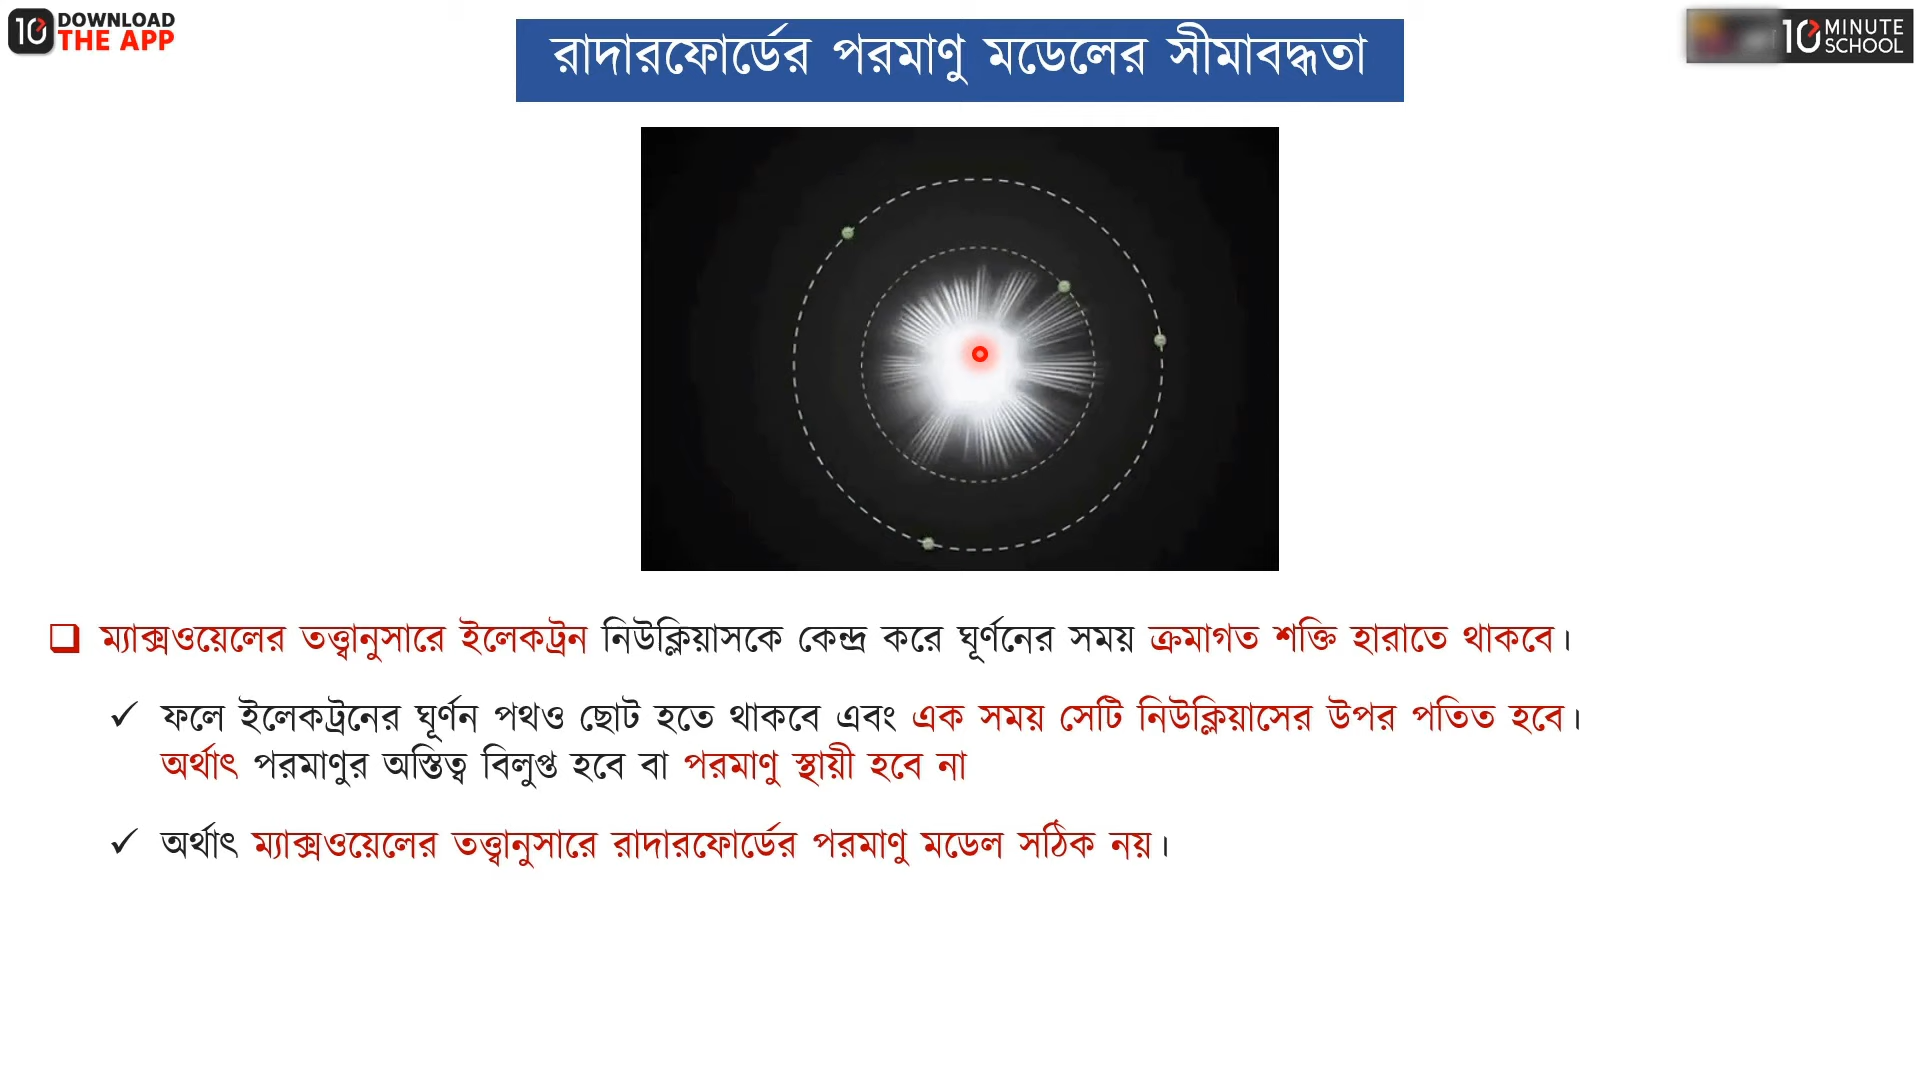 10 DOWNLOAD
THE APP
রাদারফোর্ডের পরমাণু মডেলের সীমাবদ্ধতা
10 MINUTE
SCHOOL
ম্যাক্সওয়েলের তত্ত্বানুসারে ইলেকট্রন নিউক্লিয়াসকে কেন্দ্র করে ঘূর্ণনের সময় ক্রমাগত শক্তি হারাতে থাকবে।
ফলে ইলেকট্রনের ঘূর্ণন পথও ছোট হতে থাকবে এবং এক সময় সেটি নিউক্লিয়াসের উপর পতিত হবে।
অর্থাৎ পরমাণুর অস্তিত্ব বিলুপ্ত হবে বা পরমাণু স্থায়ী হবে না
অর্থাৎ ম্যাক্সওয়েলের তত্ত্বানুসারে রাদারফোর্ডের পরমাণু মডেল সঠিক নয়।